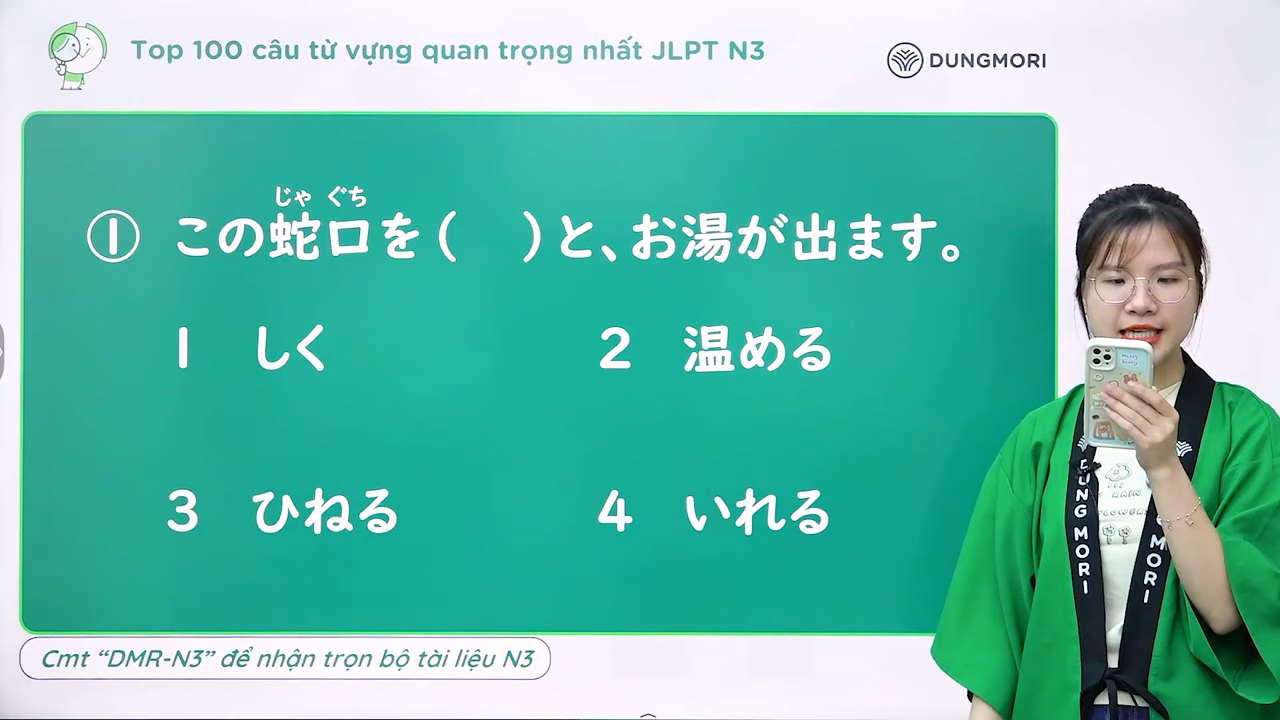 Top 100 câu từ vựng quan trọng nhất JLPT N3
DUNGMORI
じゃ ぐち
① この蛇口を（　　）と、お湯が出ます。
1 しく
2 温める
3 ひねる
4 いれる
Cmt “DMR-N3” để nhận trọn bộ tài liệu N3
DUNG MORI
MORI